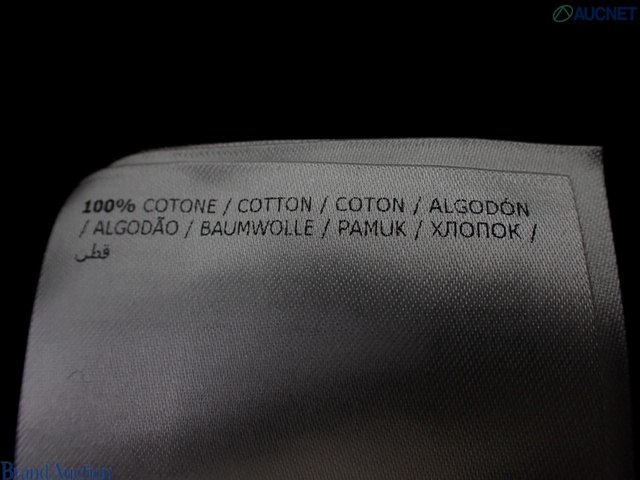 AUCNET
100% COTONE / COTTON / COTON / ALGODÓN
/ ALGODÃO / BAUMWOLLE / PAMUK / ХЛОПОК /
قطن
Brand Auction